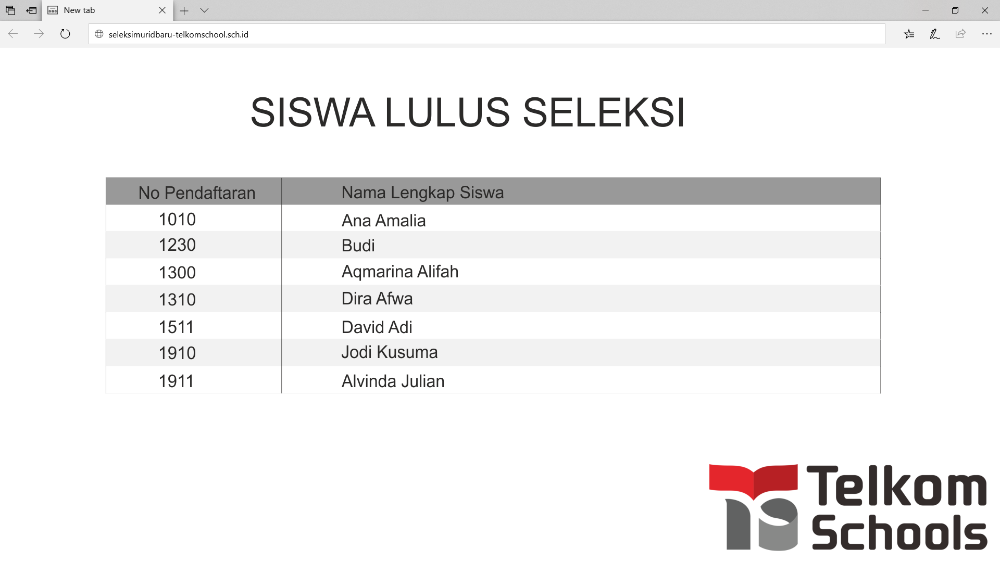 New tab
seleksimuridbaru-telkomschool.sch.id
SISWA LULUS SELEKSI
No Pendaftaran Nama Lengkap Siswa
1010 Ana Amalia
1230 Budi
1300 Aqmarina Alifah
1310 Dira Afwa
1511 David Adi
1910 Jodi Kusuma
1911 Alvinda Julian
Telkom
Schools